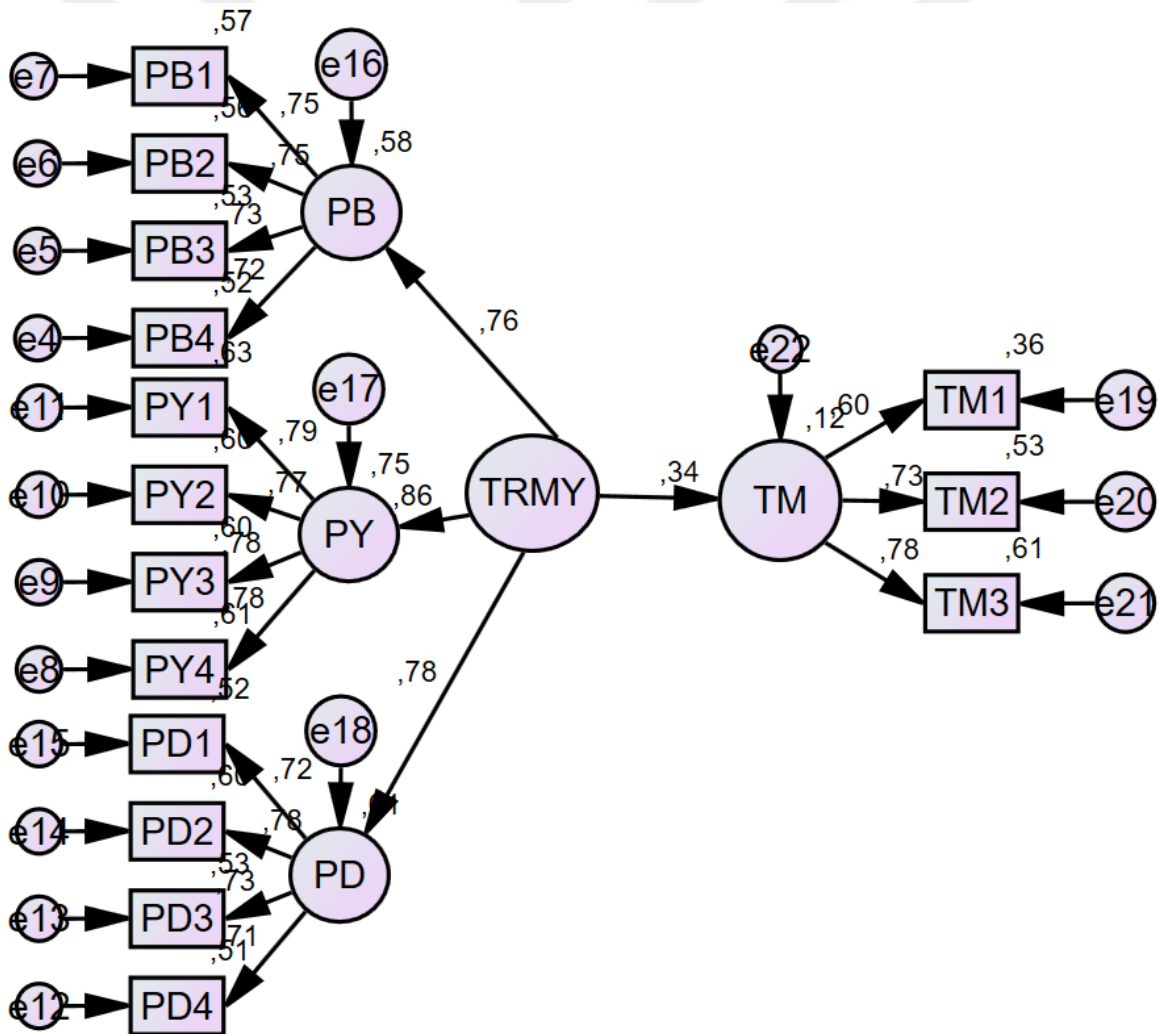 ,57
e7
PB1
,75
e16
,56
,58
e6
PB2
,75
,53
PB
e5
PB3
,73
,72
,52
e4
PB4
,76
,63
e22
,36
e11
PY1
e17
,12
,60
TM1
e19
,60
,79
,75
,53
e10
PY2
,77
,86
TRMY
,34
TM
,73
TM2
e20
,60
PY
,78
,61
e9
PY3
,78
TM3
e21
,78
,61
e8
PY4
,78
,52
e18
e15
PD1
,72
,60
e14
PD2
,78
,53
PD
,73
e13
PD3
,71
,51
e12
PD4